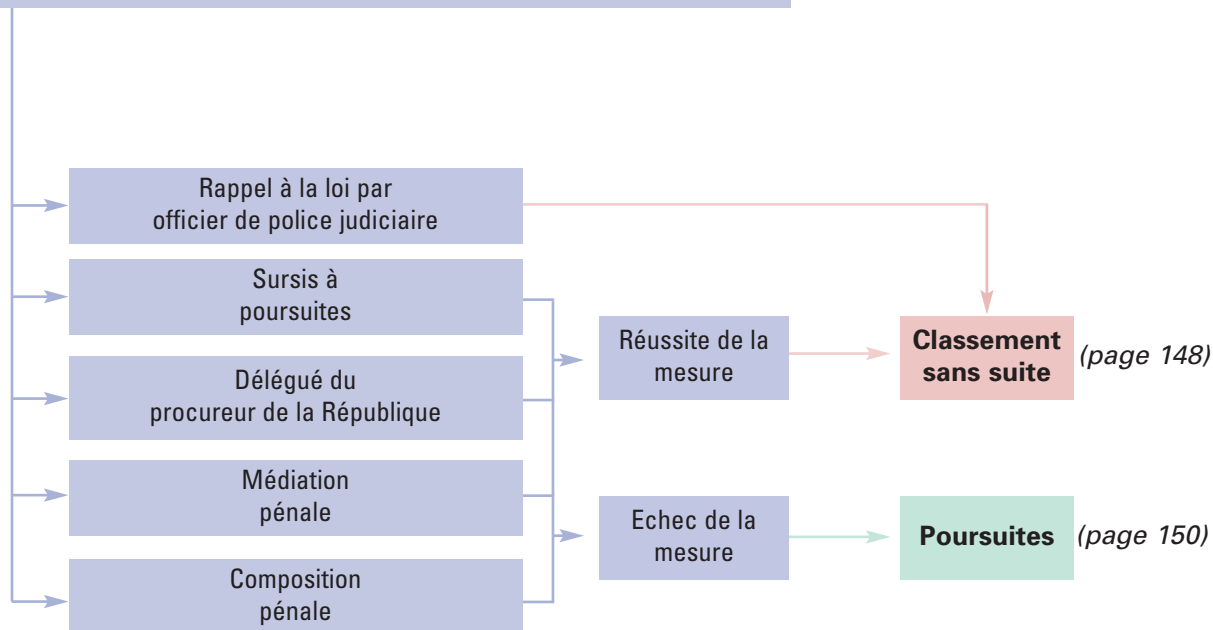 Rappel à la loi par
officier de police judiciaire
Sursis à
poursuites
Délégué du
procureur de la République
Médiation
pénale
Composition
pénale
Réussite de la
mesure
Echec de la
mesure
Classement
sans suite
(page 148)
Poursuites
(page 150)